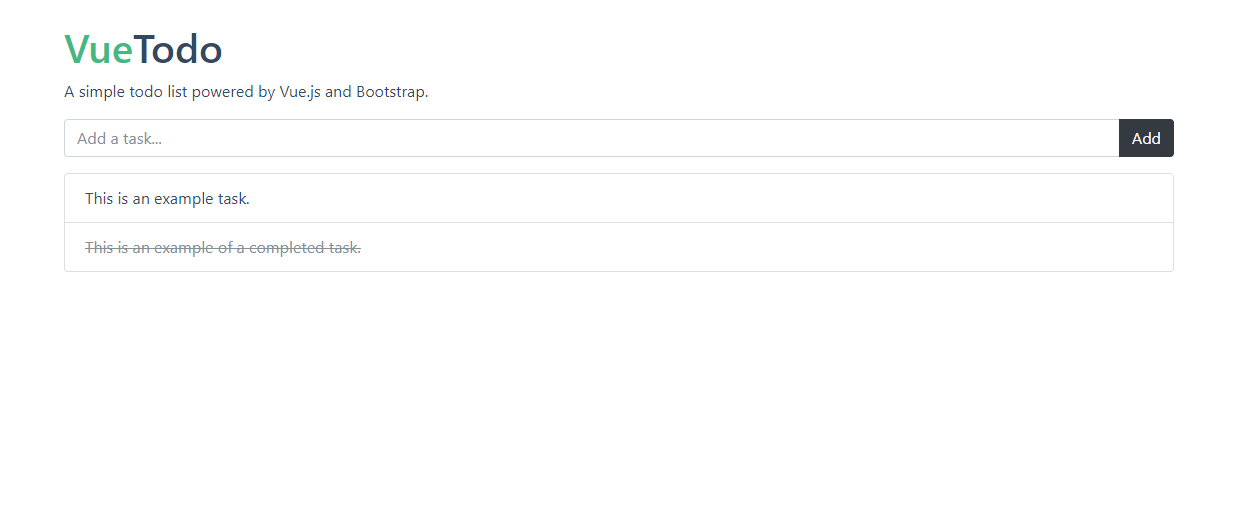 VueTodo
A simple todo list powered by Vue.js and Bootstrap.
Add a task... Add
This is an example task.
This is an example of a completed task.